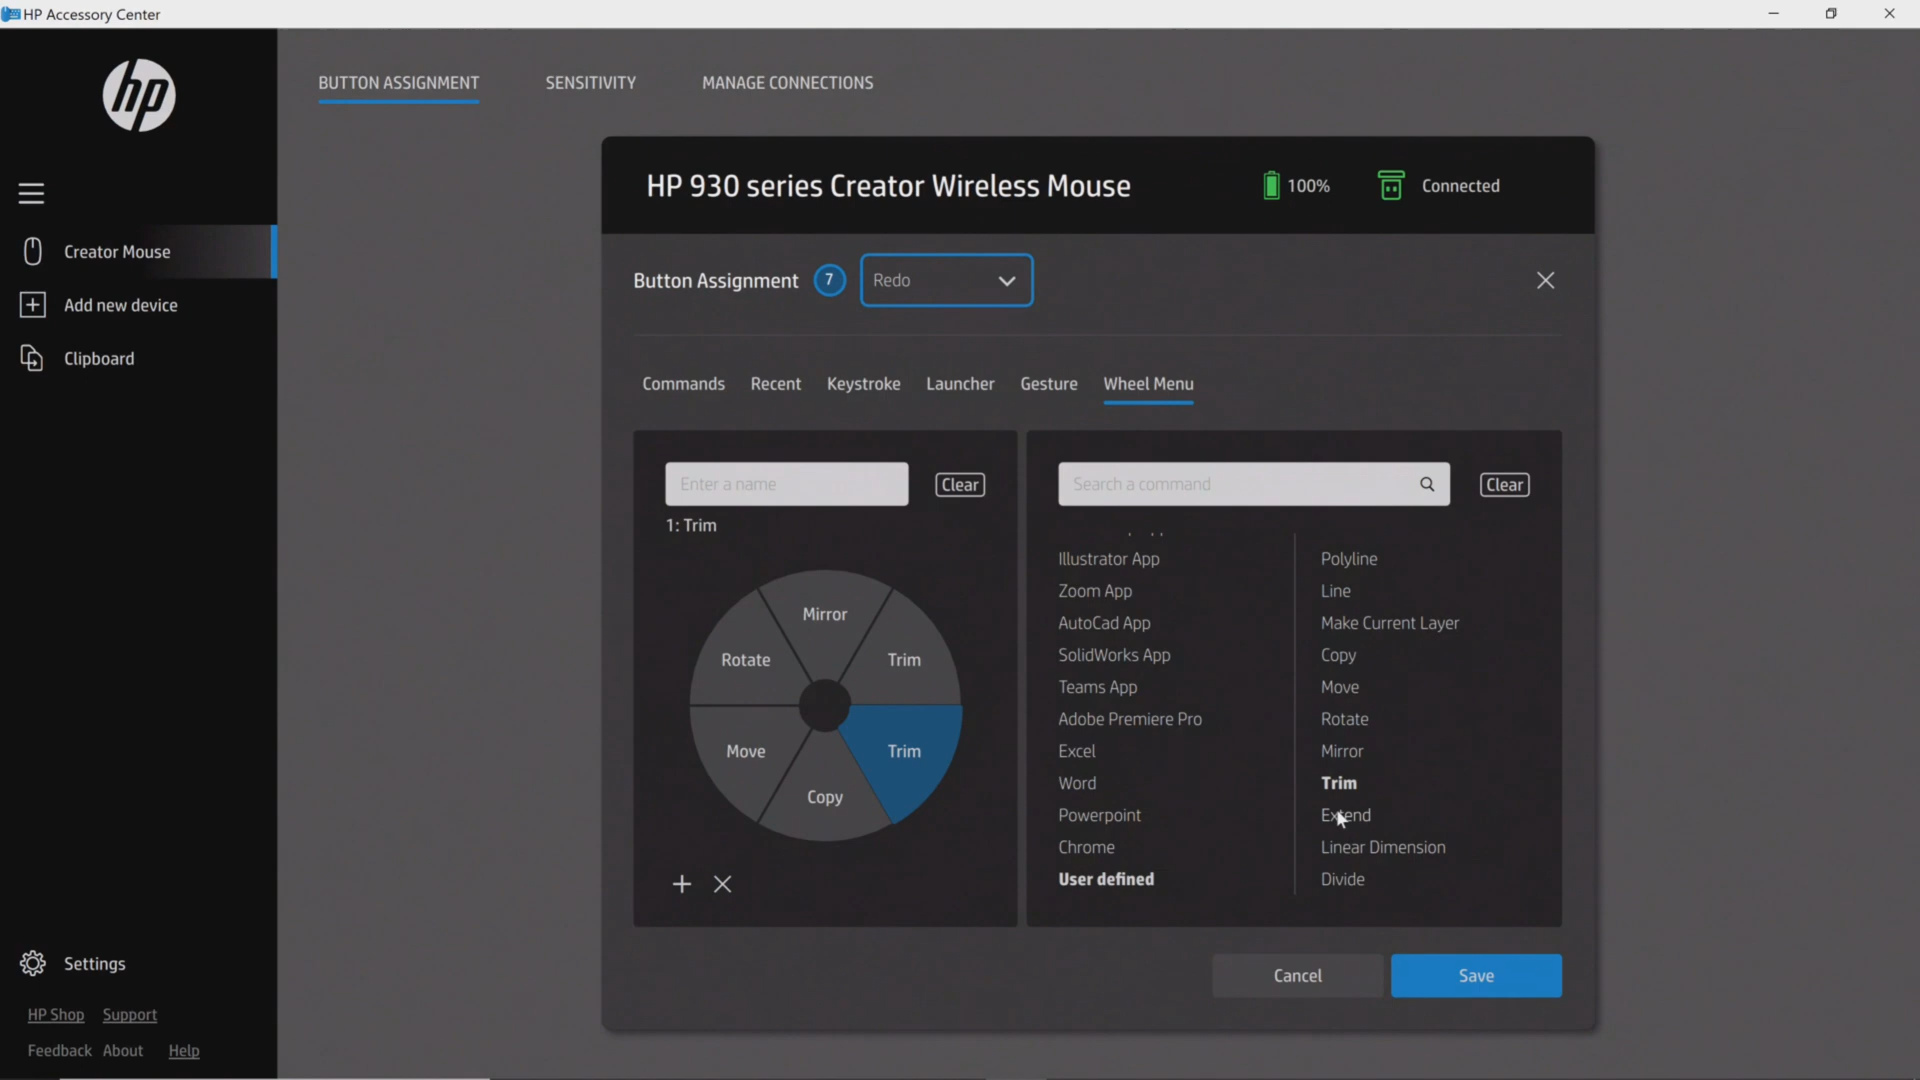 HP Accessory Center
hp
BUTTON ASSIGNMENT SENSITIVITY MANAGE CONNECTIONS
HP 930 series Creator Wireless Mouse 100% Connected
Creator Mouse
Add new device
Clipboard
Button Assignment 7 Redo
Commands Recent Keystroke Launcher Gesture Wheel Menu
Enter a name Clear
1: Trim
Mirror
Rotate Trim
Move Trim
Copy
Search a command Clear
Illustrator App
Zoom App
AutoCad App
SolidWorks App
Teams App
Adobe Premiere Pro
Excel
Word
Powerpoint
Chrome
User defined
Polyline
Line
Make Current Layer
Copy
Move
Rotate
Mirror
Trim
Extend
Linear Dimension
Divide
Cancel Save
Settings
HP Shop Support
Feedback About Help